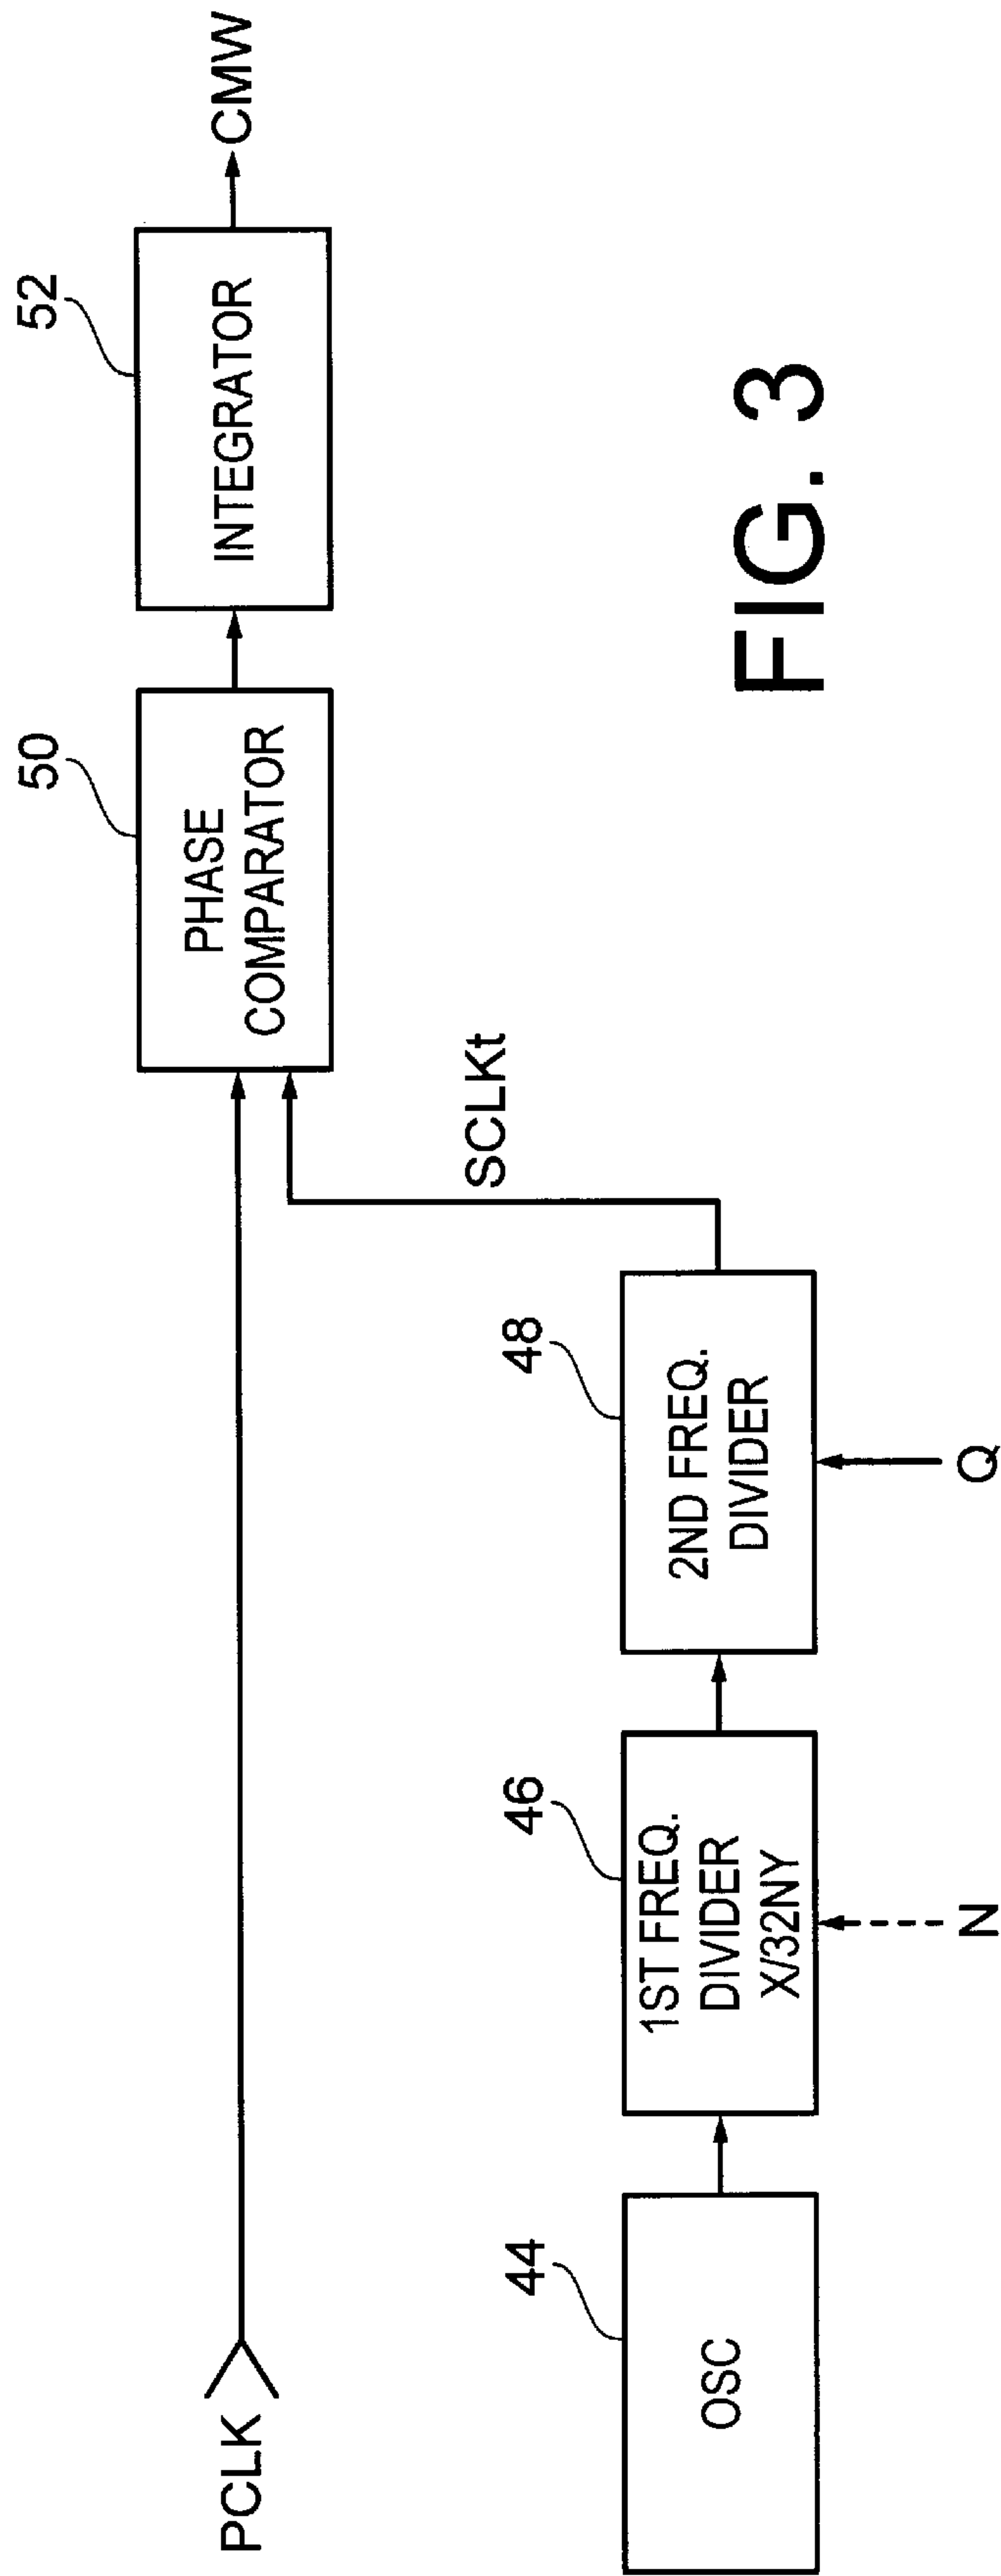 PCLK
50
PHASE
COMPARATOR
52
INTEGRATOR
CMW
SCLKt
44
OSC
46
1ST FREQ.
DIVIDER
X/32NY
N
48
2ND FREQ.
DIVIDER
Q
FIG. 3